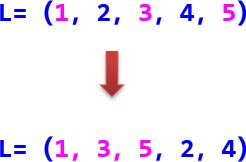 L= (1, 2, 3, 4, 5)
L= (1, 3, 5, 2, 4)